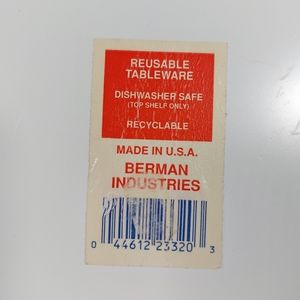 REUSABLE
TABLEWARE
DISHWASHER SAFE
(TOP SHELF ONLY)
RECYCLABLE
MADE IN U.S.A.
BERMAN
INDUSTRIES
0 44612 23320 3